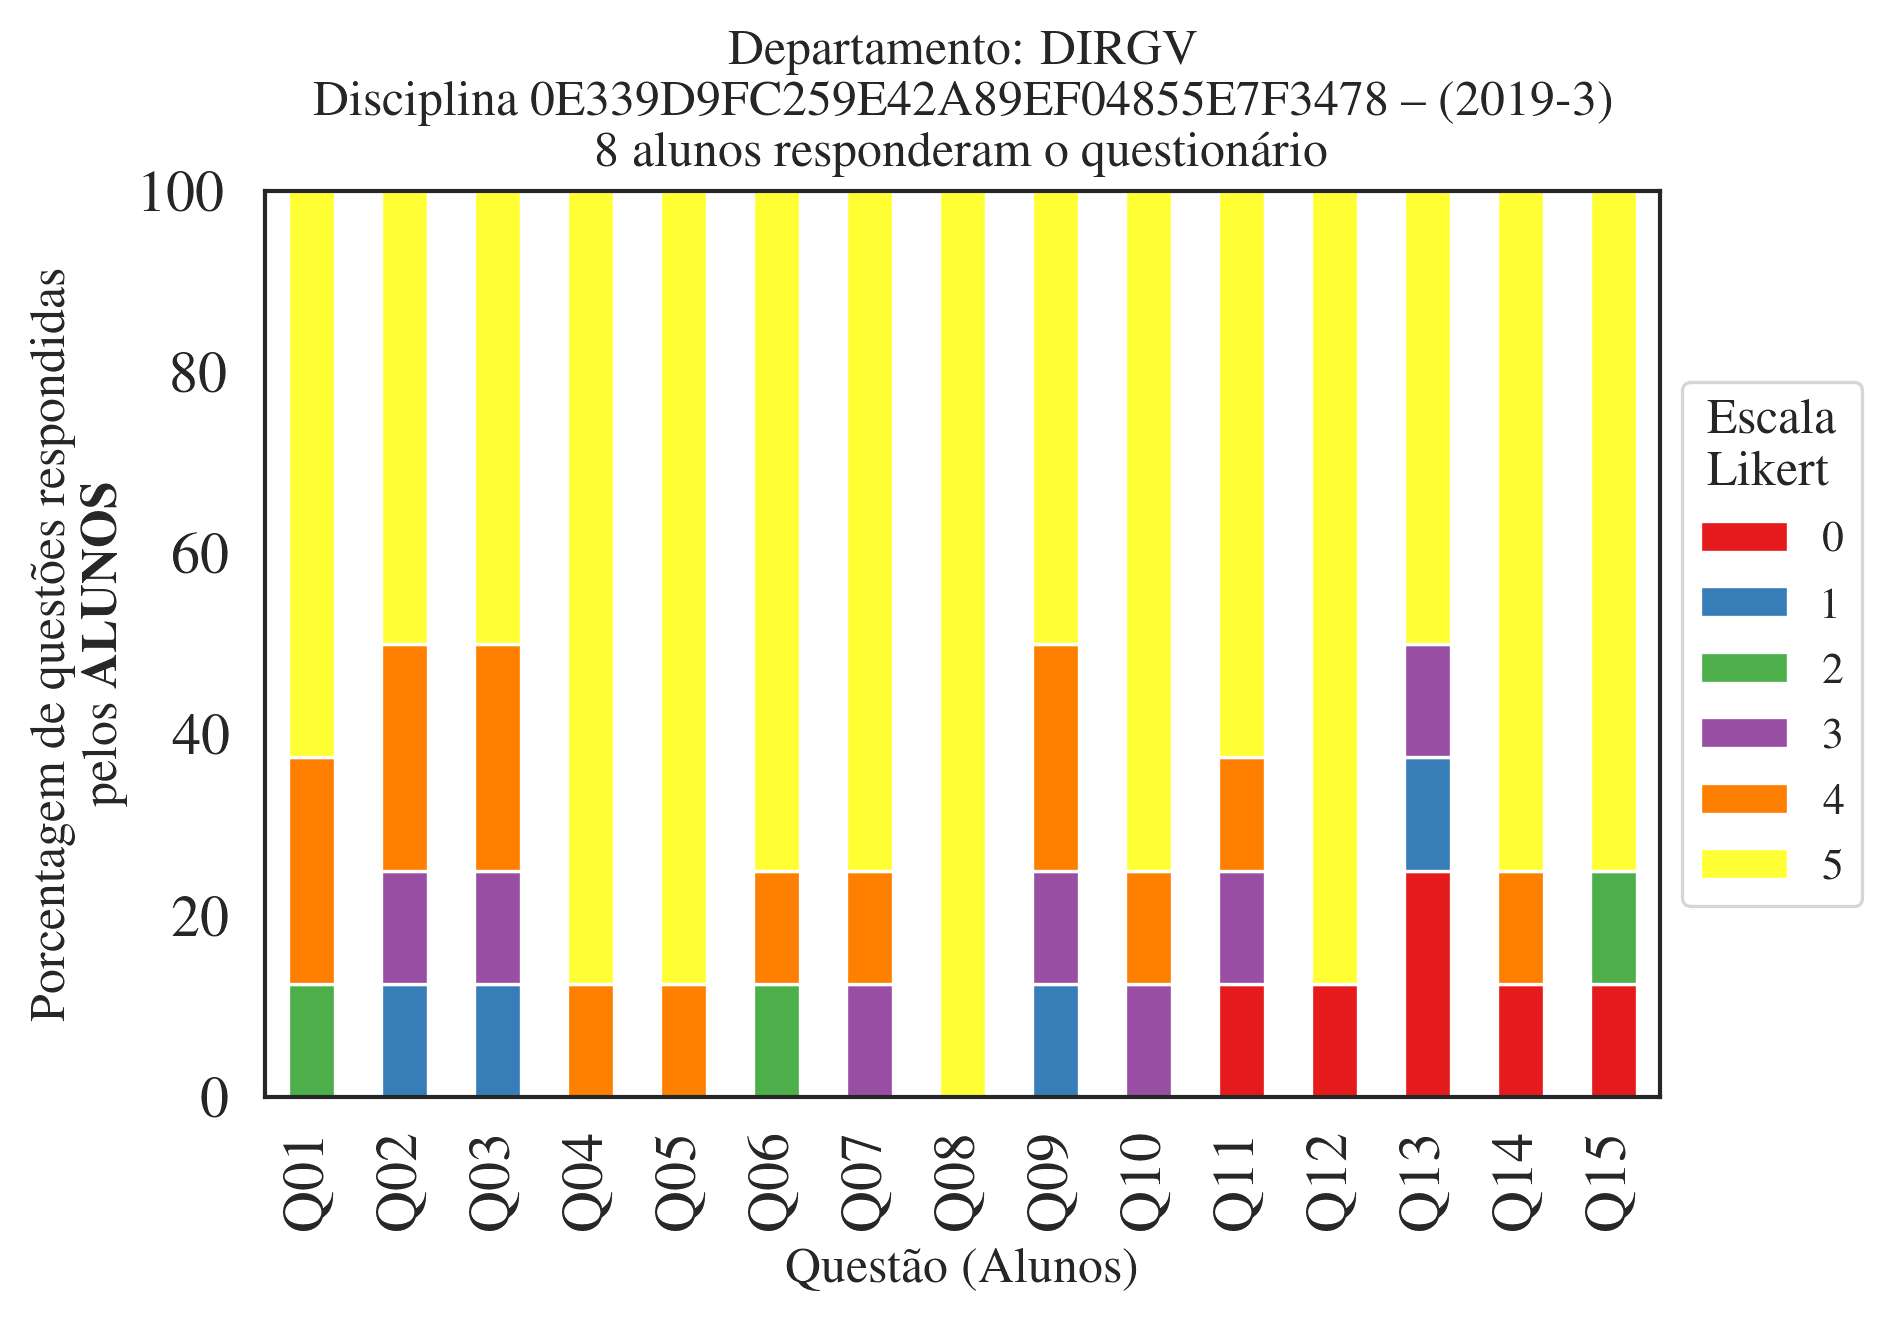 Departamento: DIRGV
Disciplina 0E339D9FC259E42A89EF04855E7F3478 – (2019-3)
8 alunos responderam o questionário
Porcentagem de questões respondidas
pelos ALUNOS
100
80
60
40
20
0
Q01
Q02
Q03
Q04
Q05
Q06
Q07
Q08
Q09
Q10
Q11
Q12
Q13
Q14
Q15
Questão (Alunos)
Escala
Likert
0
1
2
3
4
5